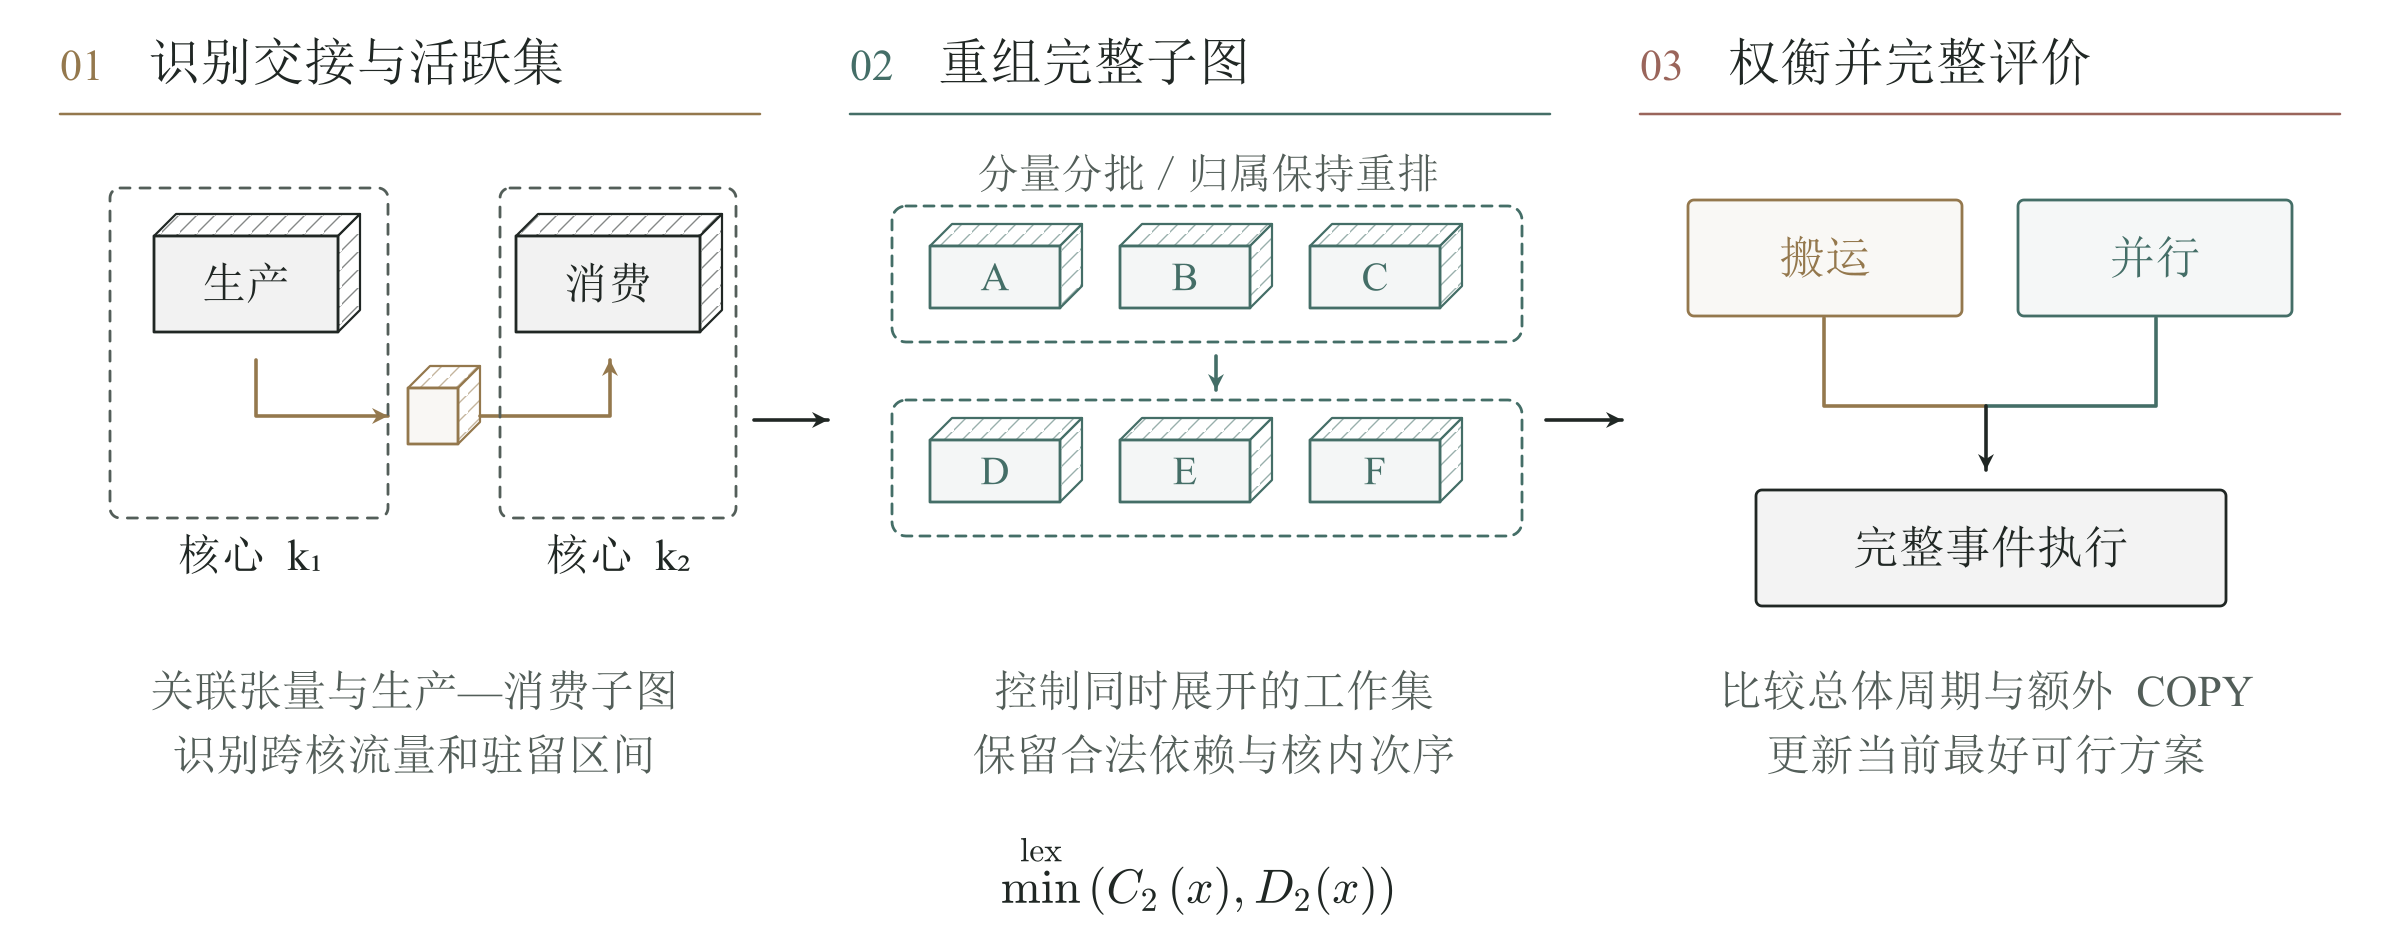 01 识别交接与活跃集
生产
消费
核心 k₁
核心 k₂
关联张量与生产—消费子图
识别跨核流量和驻留区间
02 重组完整子图
分量分批 / 归属保持重排
A
B
C
D
E
F
控制同时展开的工作集
保留合法依赖与核内次序
lex
min (C₂ (x), D₂(x))
03 权衡并完整评价
搬运
并行
完整事件执行
比较总体周期与额外 COPY
更新当前最好可行方案